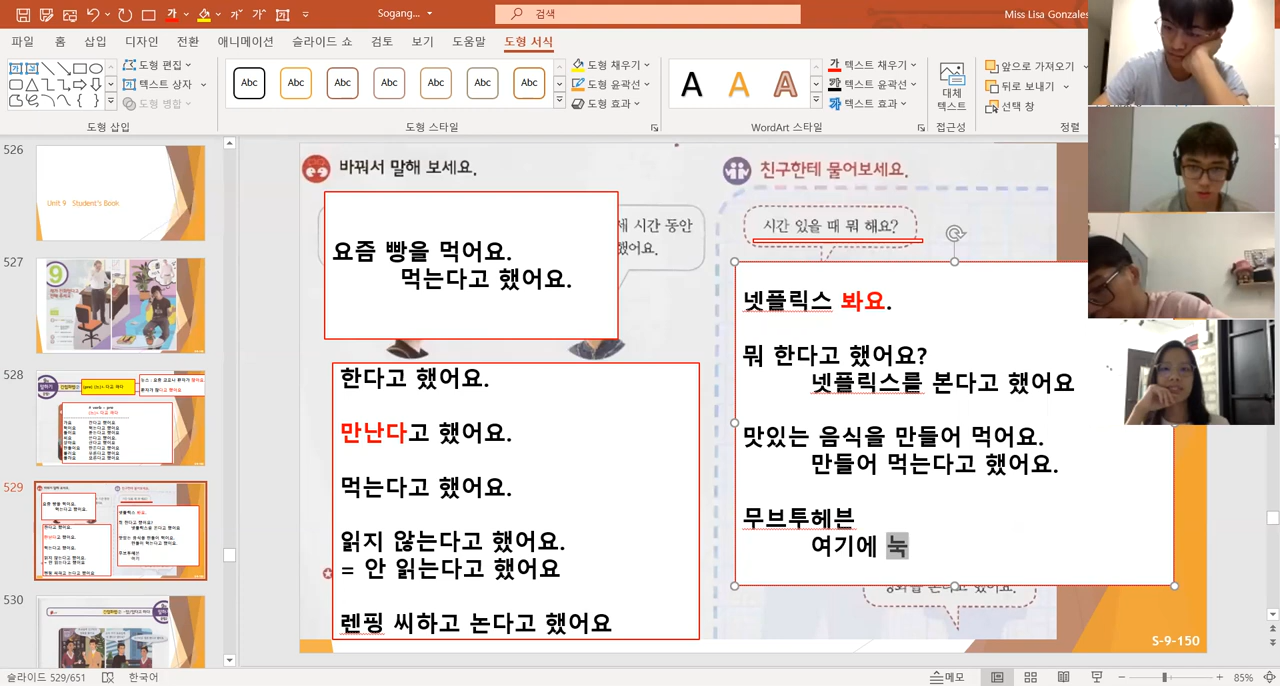 가
가˅
가˄
Sogang...
검색
Miss Lisa Gonzales
파일
홈
삽입
디자인
전환
애니메이션
슬라이드 쇼
검토
보기
도움말
도형 서식
도형 편집
텍스트 상자
도형 병합
도형 삽입
Abc Abc Abc Abc Abc Abc Abc
도형 채우기
도형 윤곽선
도형 효과
도형 스타일
A A A
텍스트 채우기
텍스트 윤곽선
텍스트 효과
WordArt 스타일
대체
텍스트
접근성
앞으로 가져오기
뒤로 보내기
선택 창
정렬
526
Unit 9 Student's Book
527
9
528
529
530
바꿔서 말해 보세요.
제 시간 동안
했어요.
요즘 빵을 먹어요.
먹는다고 했어요.
한다고 했어요.
만난다고 했어요.
먹는다고 했어요.
읽지 않는다고 했어요.
= 안 읽는다고 했어요
렌핑 씨하고 논다고 했어요
친구한테 물어보세요.
시간 있을 때 뭐 해요?
넷플릭스 봐요.
뭐 한다고 했어요?
넷플릭스를 본다고 했어요
맛있는 음식을 만들어 먹어요.
만들어 먹는다고 했어요.
무브투헤븐
여기에 눅
S-9-150
슬라이드 529/651
한국어
메모
85%